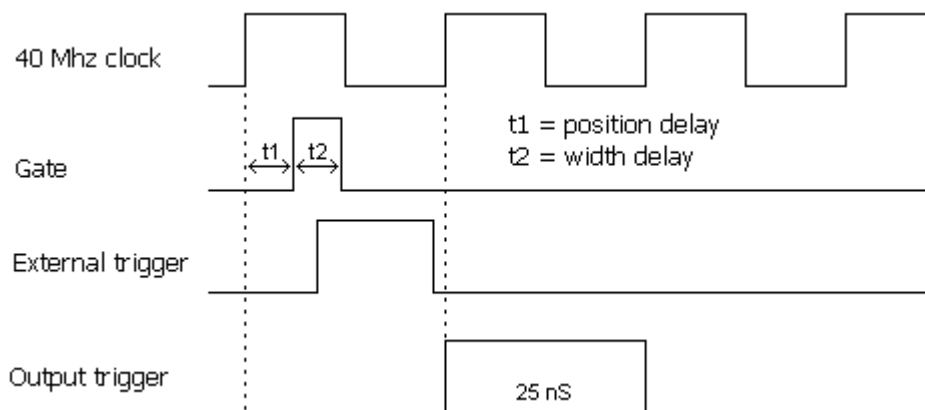 40 Mhz clock
t1 = position delay
t2 = width delay
t1 t2
Gate
External trigger
Output trigger
25 nS